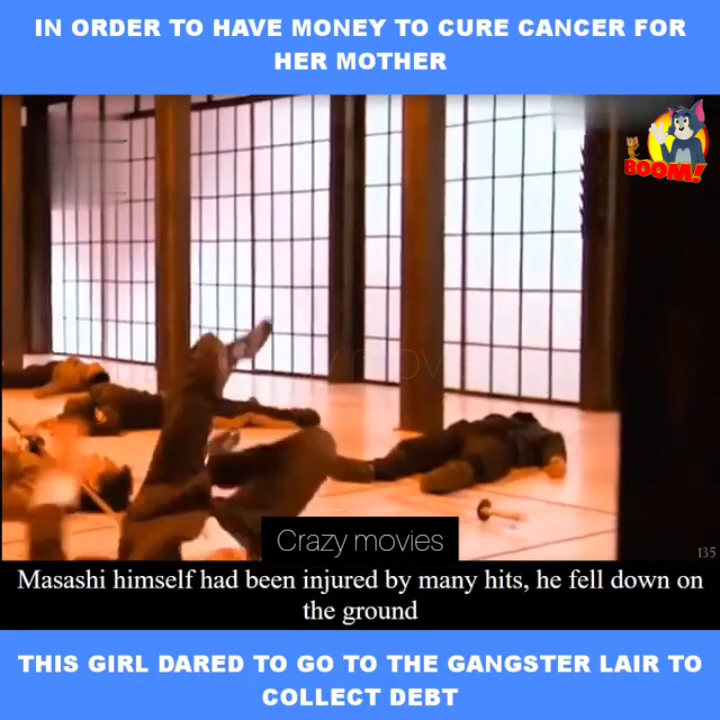 IN ORDER TO HAVE MONEY TO CURE CANCER FOR
HER MOTHER
BOOM!
Crazy movies
135
Masashi himself had been injured by many hits, he fell down on
the ground
THIS GIRL DARED TO GO TO THE GANGSTER LAIR TO
COLLECT DEBT